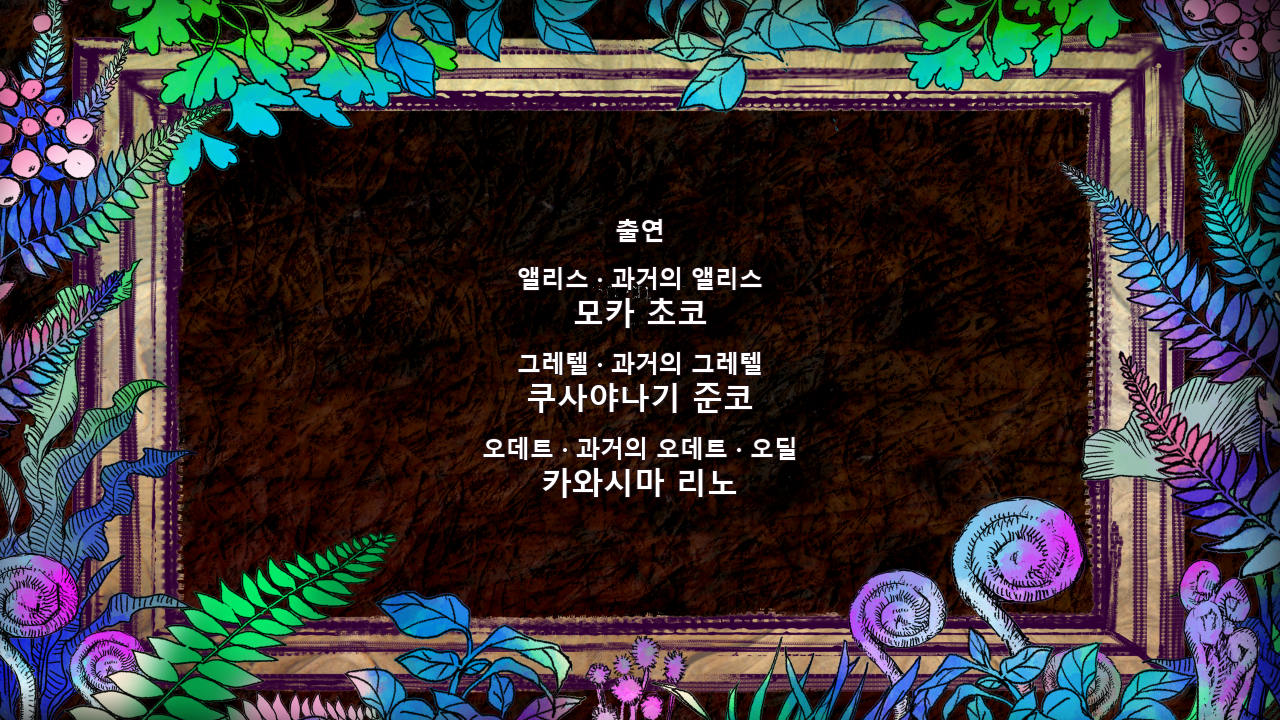 출연
앨리스 · 과거의 앨리스
모카 초코
그레텔 · 과거의 그레텔
쿠사야나기 준코
오데트 · 과거의 오데트 · 오딜
카와시마 리노